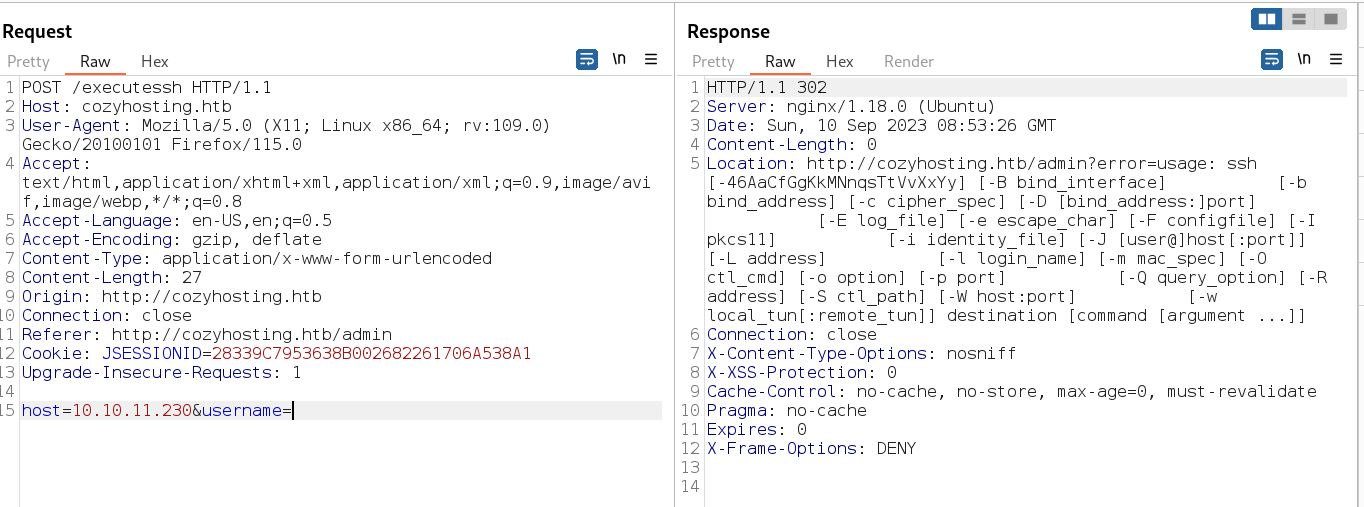 Request
Pretty Raw Hex
\n
1 POST /executessh HTTP/1.1
2 Host: cozyhosting.htb
3 User-Agent: Mozilla/5.0 (X11; Linux x86_64; rv:109.0)
Gecko/20100101 Firefox/115.0
4 Accept:
text/html,application/xhtml+xml,application/xml;q=0.9,image/avi
f,image/webp,*/*;q=0.8
5 Accept-Language: en-US,en;q=0.5
6 Accept-Encoding: gzip, deflate
7 Content-Type: application/x-www-form-urlencoded
8 Content-Length: 27
9 Origin: http://cozyhosting.htb
10 Connection: close
11 Referer: http://cozyhosting.htb/admin
12 Cookie: JSESSIONID=28339C7953638B002682261706A538A1
13 Upgrade-Insecure-Requests: 1
14
15 host=10.10.11.230&username=
Response
Pretty Raw Hex Render
\n
1 HTTP/1.1 302
2 Server: nginx/1.18.0 (Ubuntu)
3 Date: Sun, 10 Sep 2023 08:53:26 GMT
4 Content-Length: 0
5 Location: http://cozyhosting.htb/admin?error=usage: ssh
[-46AaCfGgKkMNnqsTtVvXxYy] [-B bind_interface] [-b
bind_address] [-c cipher_spec] [-D [bind_address:]port]
[-E log_file] [-e escape_char] [-F configfile] [-I
pkcs11] [-i identity_file] [-J [user@]host[:port]]
[-L address] [-l login_name] [-m mac_spec] [-O
ctl_cmd] [-o option] [-p port] [-Q query_option] [-R
address] [-S ctl_path] [-W host:port] [-w
local_tun[:remote_tun]] destination [command [argument ...]]
6 Connection: close
7 X-Content-Type-Options: nosniff
8 X-XSS-Protection: 0
9 Cache-Control: no-cache, no-store, max-age=0, must-revalidate
10 Pragma: no-cache
11 Expires: 0
12 X-Frame-Options: DENY
13
14